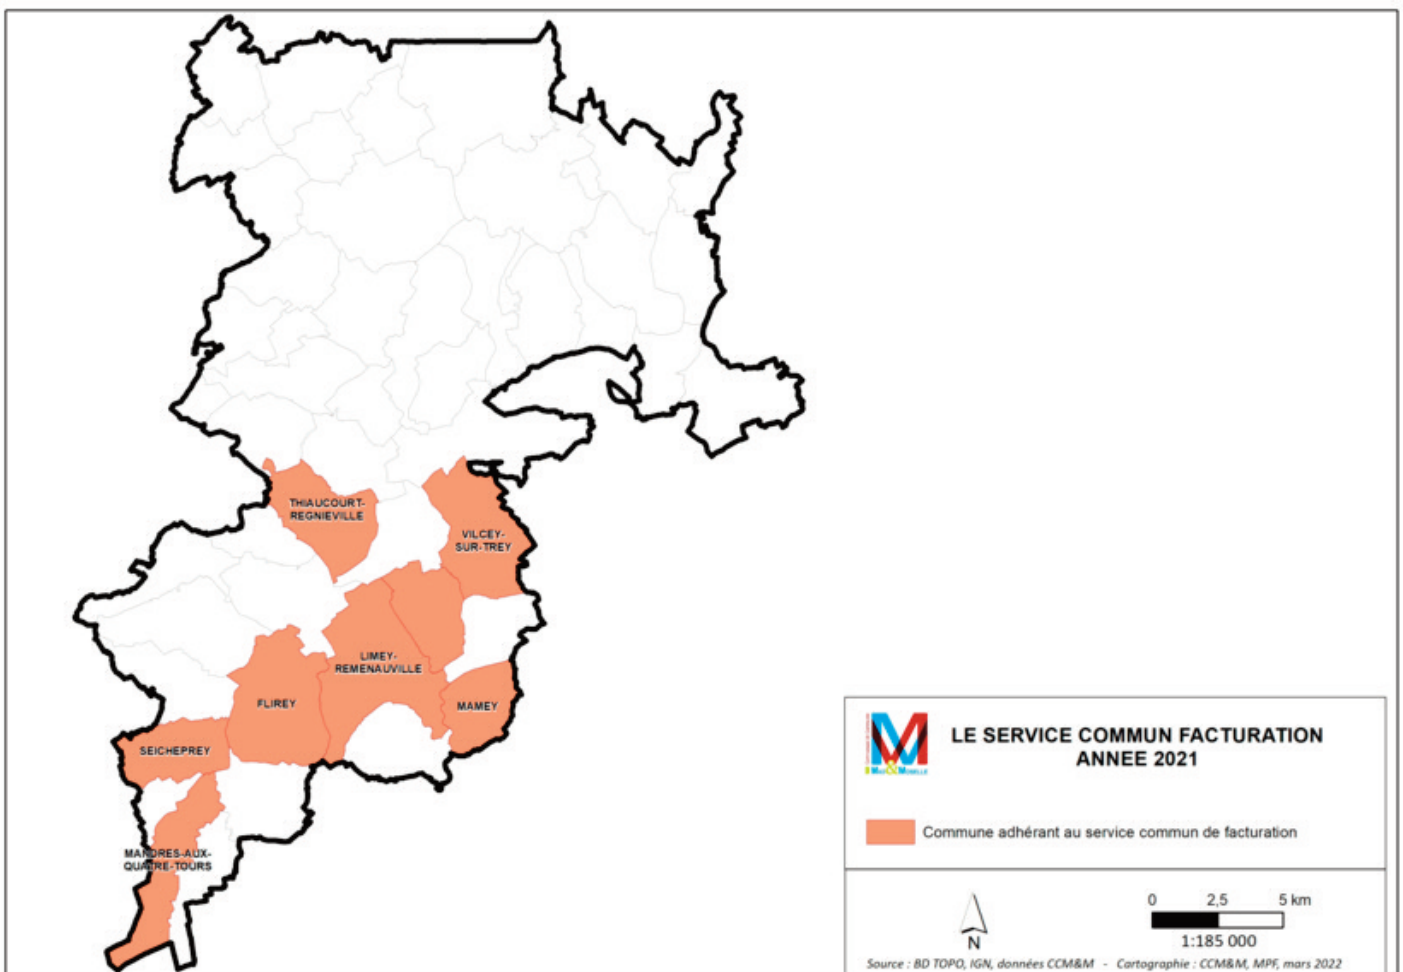 THIAUCOURT-
REGNIEVILLE
VILCEY-
SUR-TREY
LIMEY-
REMENAUVILLE
FLIREY
MAMEY
SEICHEPREY
MANDRES-AUX-
QUATRE-TOURS
LE SERVICE COMMUN FACTURATION
ANNEE 2021
Commune adhérant au service commun de facturation
0 2,5 5 km
N
1:185 000
Source : BD TOPO, IGN, données CCM&M - Cartographie : CCM&M, MPF, mars 2022